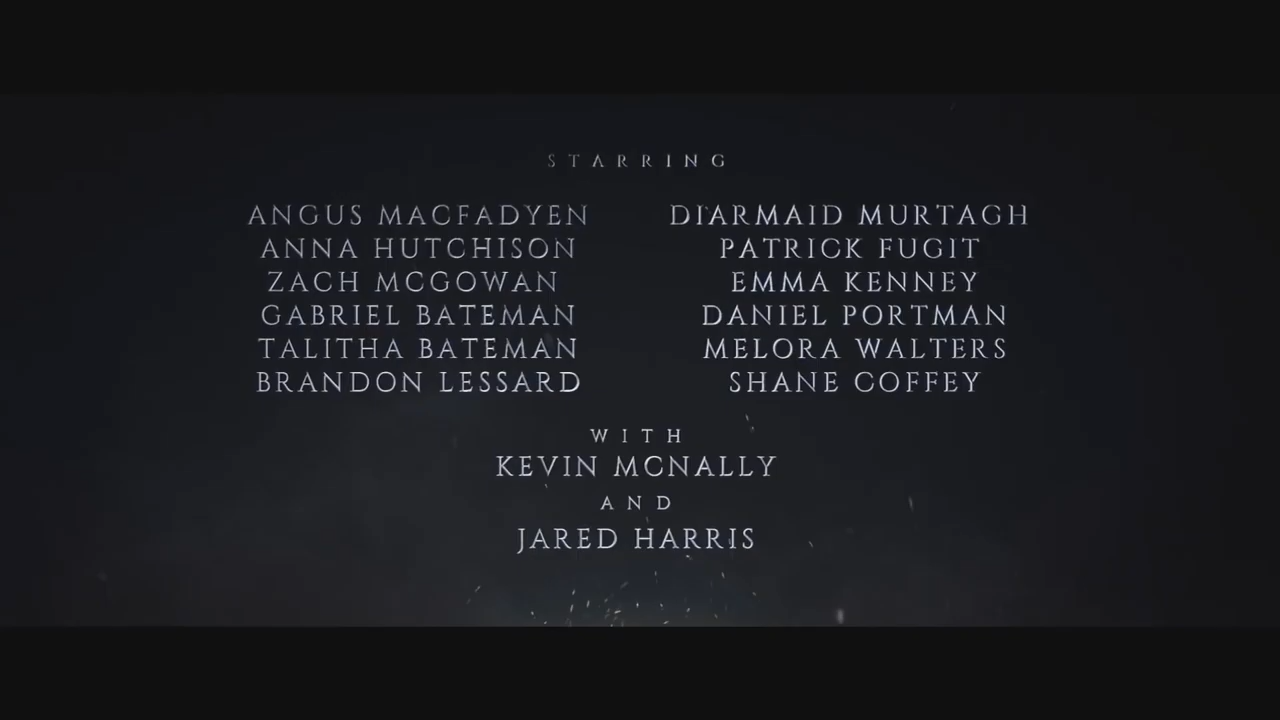 STARRING
ANGUS MACFADYEN
ANNA HUTCHISON
ZACH MCGOWAN
GABRIEL BATEMAN
TALITHA BATEMAN
BRANDON LESSARD
DIARMAID MURTAGH
PATRICK FUGIT
EMMA KENNEY
DANIEL PORTMAN
MELORA WALTERS
SHANE COFFEY
WITH
KEVIN MCNALLY
AND
JARED HARRIS